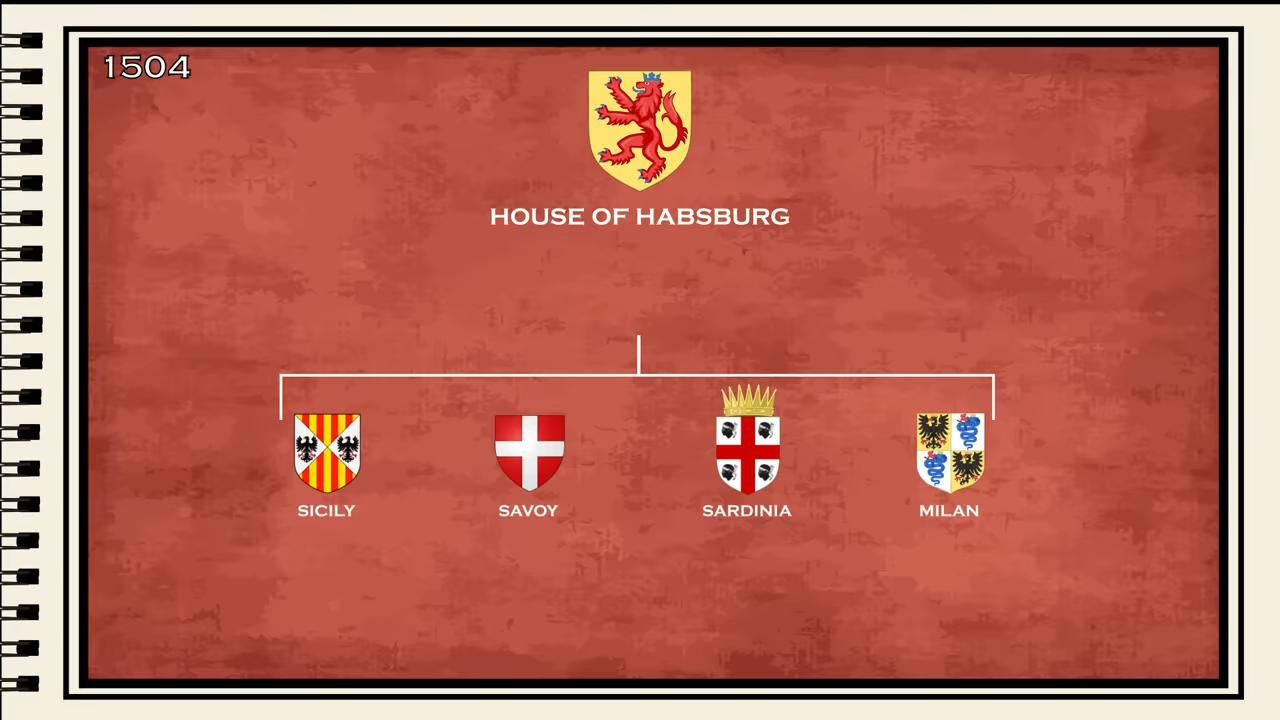 1504
HOUSE OF HABSBURG
SICILY
SAVOY
SARDINIA
MILAN